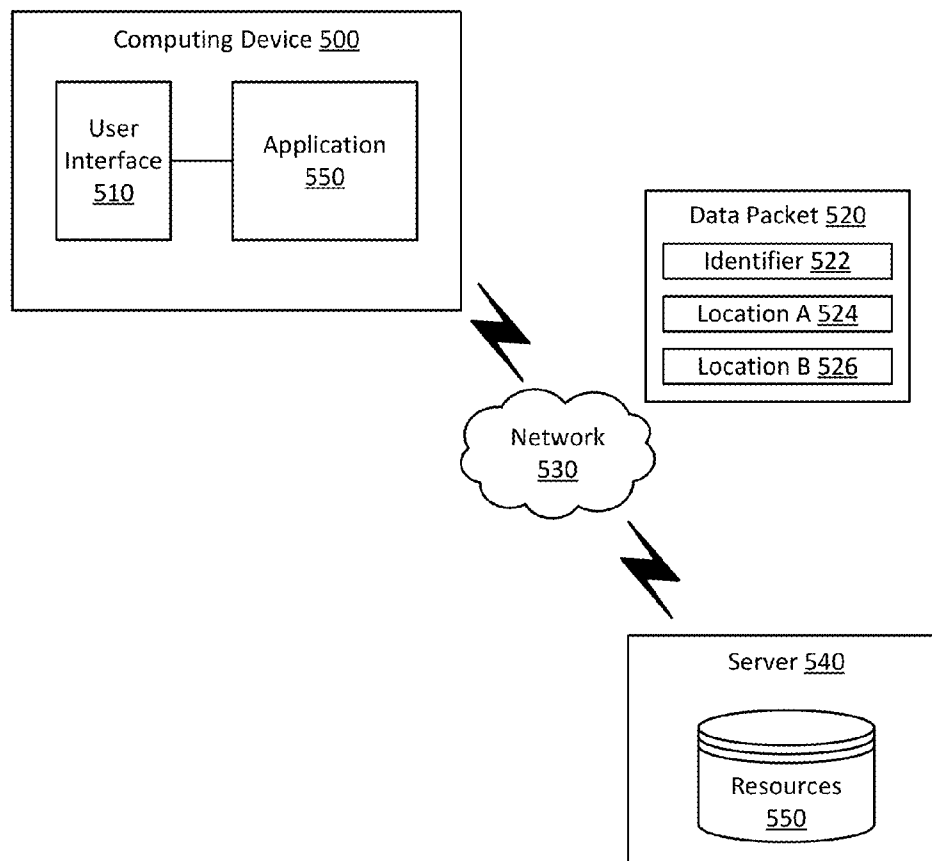 Computing Device 500
User
Interface
510
Application
550
Data Packet 520
Identifier 522
Location A 524
Location B 526
Network
530
Server 540
Resources
550